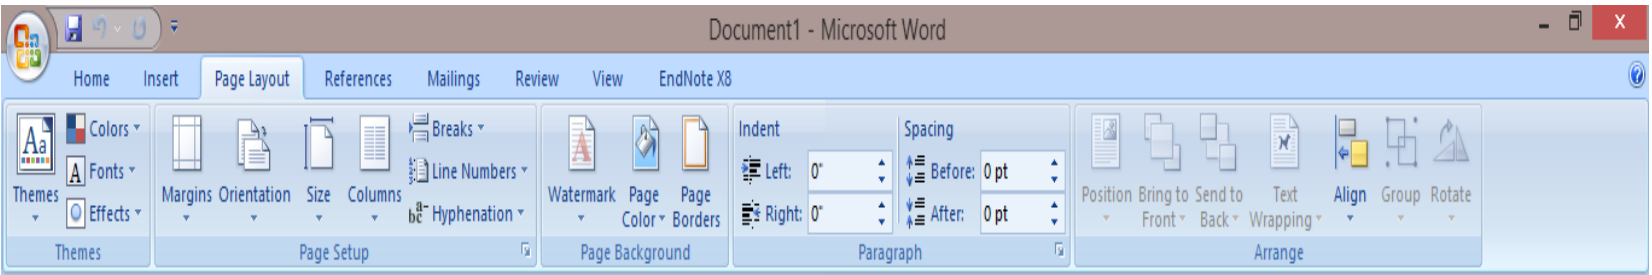 Document1 - Microsoft Word
Home Insert Page Layout References Mailings Review View EndNote X8
Aa Colors A Fonts Effects Themes
Themes
Margins Orientation Size Columns Breaks Line Numbers Hyphenation
Page Setup
Watermark Page Color Page Borders
Page Background
Indent
Left: 0"
Right: 0"
Spacing
Before: 0 pt
After: 0 pt
Paragraph
Position Bring to Front Send to Back Text Wrapping Align Group Rotate
Arrange